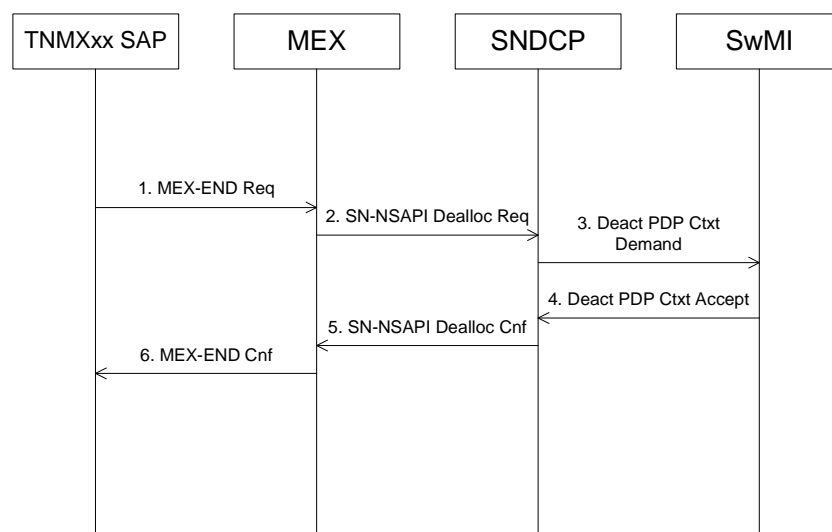 TNMXxx SAP
MEX
SNDCP
SwMI
1. MEX-END Req
2. SN-NSAPI Dealloc Req
3. Deact PDP Ctxt
Demand
4. Deact PDP Ctxt Accept
5. SN-NSAPI Dealloc Cnf
6. MEX-END Cnf